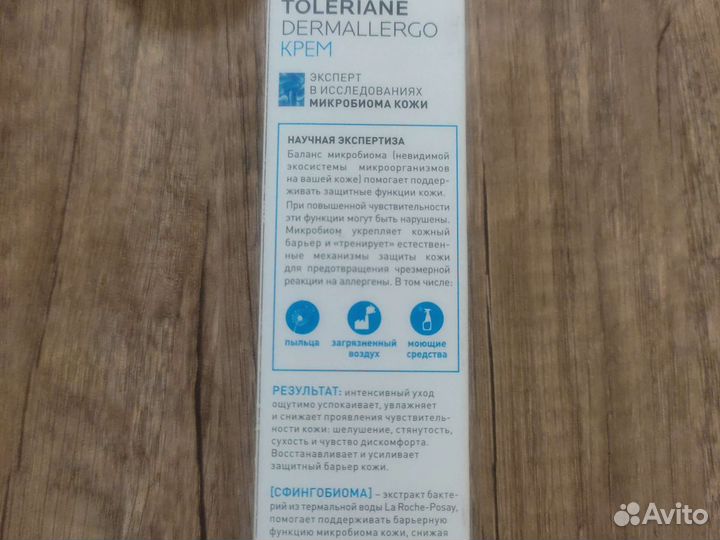 TOLERIANE
DERMALLERGO
КРЕМ
ЭКСПЕРТ
В ИССЛЕДОВАНИЯХ
МИКРОБИОМА КОЖИ
НАУЧНАЯ ЭКСПЕРТИЗА
Баланс микробиома (невидимой
экосистемы микроорганизмов
на вашей коже) помогает поддер-
живать защитные функции кожи.
При повышенной чувствительности
эти функции могут быть нарушены.
Микробиом укрепляет кожный
барьер и «тренирует» естествен-
ные механизмы защиты кожи
для предотвращения чрезмерной
реакции на аллергены. В том числе:
пыльца
загрязненный
воздух
моющие
средства
РЕЗУЛЬТАТ: интенсивный уход
ощутимо успокаивает, увлажняет
и снижает проявления чувствитель-
ности кожи: шелушение, стянутость,
сухость и чувство дискомфорта.
Восстанавливает и усиливает
защитный барьер кожи.
[СФИНГОБИОМА] – экстракт бакте-
рий из термальной воды La Roche-Posay,
помогает поддерживать барьерную
функцию микробиома кожи, снижая
Avito